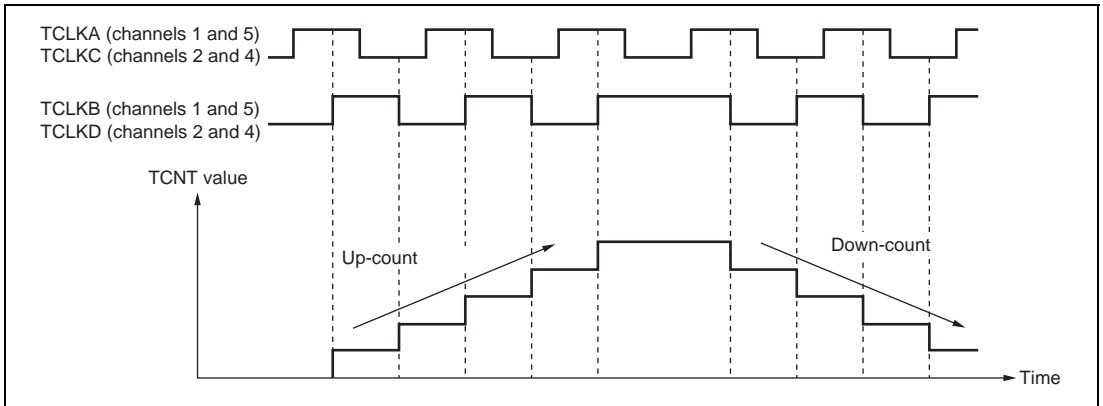 TCLKA (channels 1 and 5)
TCLKC (channels 2 and 4)
TCLKB (channels 1 and 5)
TCLKD (channels 2 and 4)
TCNT value
Up-count
Down-count
Time